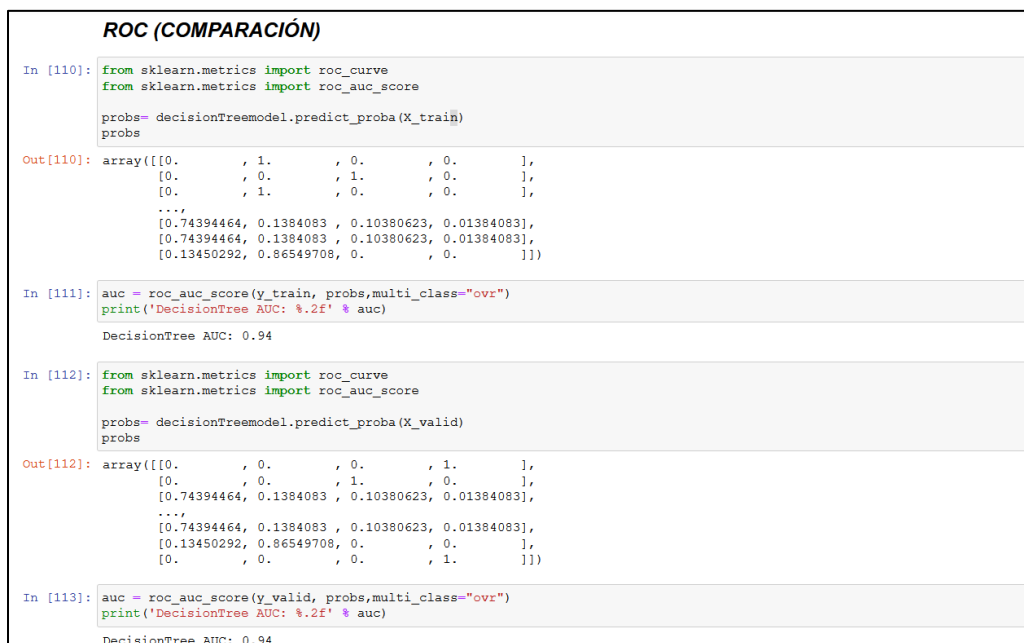 ROC (COMPARACIÓN)
In [110]: from sklearn.metrics import roc_curve
from sklearn.metrics import roc_auc_score
probs= decisionTreemodel.predict_proba(X_train)
probs
Out[110]: array([[0.        , 1.        , 0.        , 0.        ],
[0.        , 0.        , 1.        , 0.        ],
[0.        , 1.        , 0.        , 0.        ],
...,
[0.74394464, 0.1384083 , 0.10380623, 0.01384083],
[0.74394464, 0.1384083 , 0.10380623, 0.01384083],
[0.13450292, 0.86549708, 0.        , 0.        ]])
In [111]: auc = roc_auc_score(y_train, probs,multi_class="ovr")
print('DecisionTree AUC: %.2f' % auc)
DecisionTree AUC: 0.94
In [112]: from sklearn.metrics import roc_curve
from sklearn.metrics import roc_auc_score
probs= decisionTreemodel.predict_proba(X_valid)
probs
Out[112]: array([[0.        , 0.        , 0.        , 1.        ],
[0.        , 0.        , 1.        , 0.        ],
[0.74394464, 0.1384083 , 0.10380623, 0.01384083],
...,
[0.74394464, 0.1384083 , 0.10380623, 0.01384083],
[0.13450292, 0.86549708, 0.        , 0.        ],
[0.        , 0.        , 0.        , 1.        ]])
In [113]: auc = roc_auc_score(y_valid, probs,multi_class="ovr")
print('DecisionTree AUC: %.2f' % auc)
DecisionTree AUC: 0.94